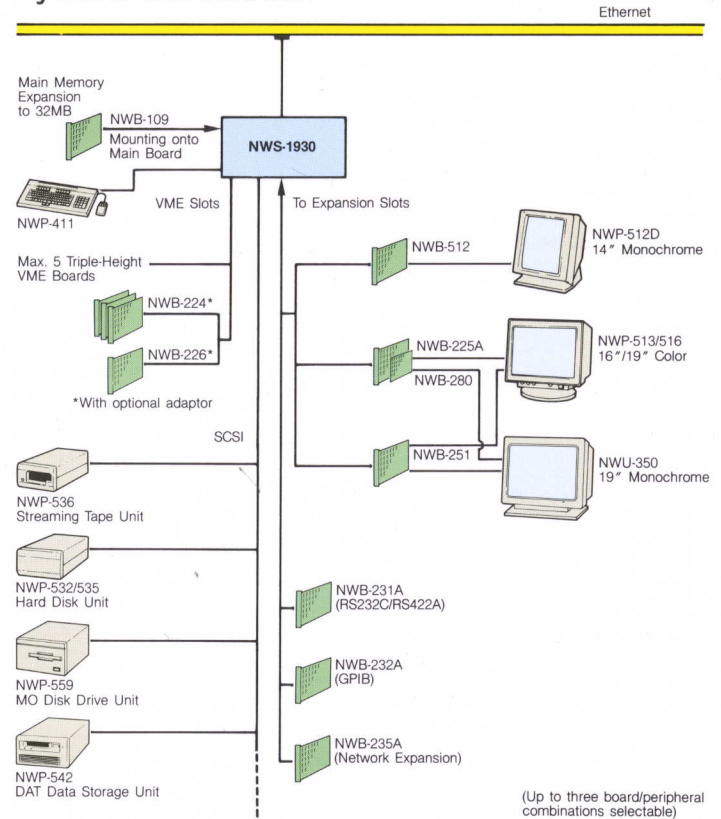 Ethernet
Main Memory
Expansion
to 32MB
NWB-109
Mounting onto
Main Board
NWS-1930
NWP-411
VME Slots
To Expansion Slots
Max. 5 Triple-Height
VME Boards
NWB-224*
NWB-226*
*With optional adaptor
NWB-512
NWP-512D
14″ Monochrome
NWB-225A
NWB-280
NWP-513/516
16″/19″ Color
NWB-251
NWU-350
19″ Monochrome
SCSI
NWP-536
Streaming Tape Unit
NWP-532/535
Hard Disk Unit
NWP-559
MO Disk Drive Unit
NWP-542
DAT Data Storage Unit
NWB-231A
(RS232C/RS422A)
NWB-232A
(GPIB)
NWB-235A
(Network Expansion)
(Up to three board/peripheral
combinations selectable)